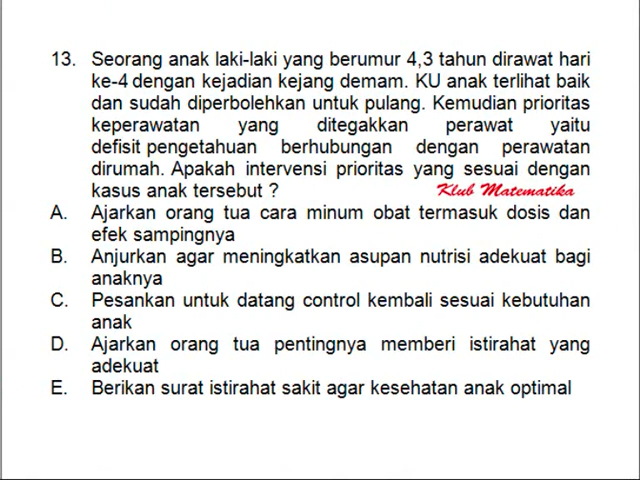 13. Seorang anak laki-laki yang berumur 4,3 tahun dirawat hari
ke-4 dengan kejadian kejang demam. KU anak terlihat baik
dan sudah diperbolehkan untuk pulang. Kemudian prioritas
keperawatan yang ditegakkan perawat yaitu
defisit pengetahuan berhubungan dengan perawatan
dirumah. Apakah intervensi prioritas yang sesuai dengan
kasus anak tersebut ? Klub Matematika
A. Ajarkan orang tua cara minum obat termasuk dosis dan
efek sampingnya
B. Anjurkan agar meningkatkan asupan nutrisi adekuat bagi
anaknya
C. Pesankan untuk datang control kembali sesuai kebutuhan
anak
D. Ajarkan orang tua pentingnya memberi istirahat yang
adekuat
E. Berikan surat istirahat sakit agar kesehatan anak optimal